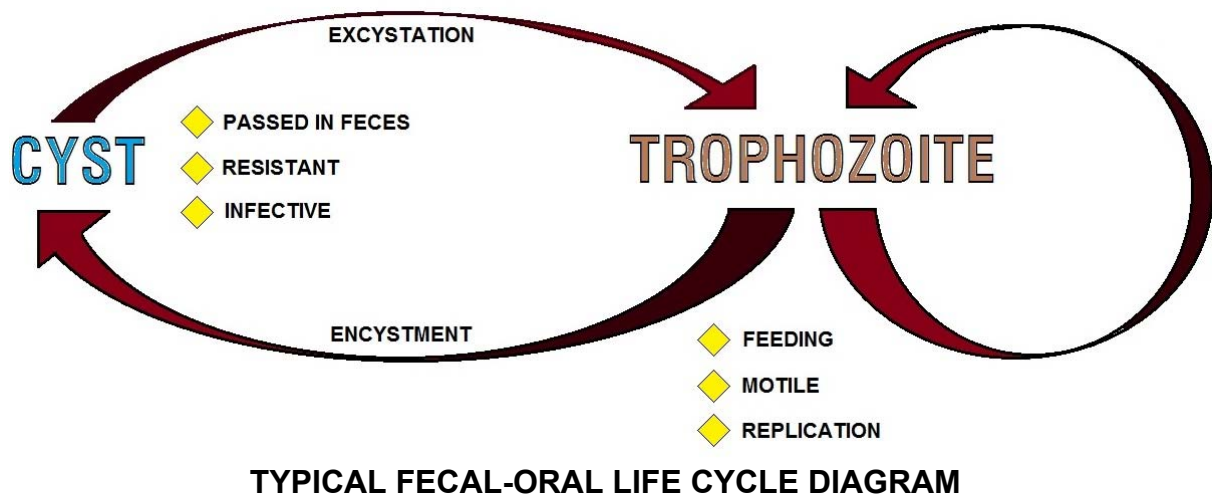 EXCYSTATION
CYST
PASSED IN FECES
RESISTANT
INFECTIVE
TROPHOZOITE
ENCYSTMENT
FEEDING
MOTILE
REPLICATION
TYPICAL FECAL-ORAL LIFE CYCLE DIAGRAM